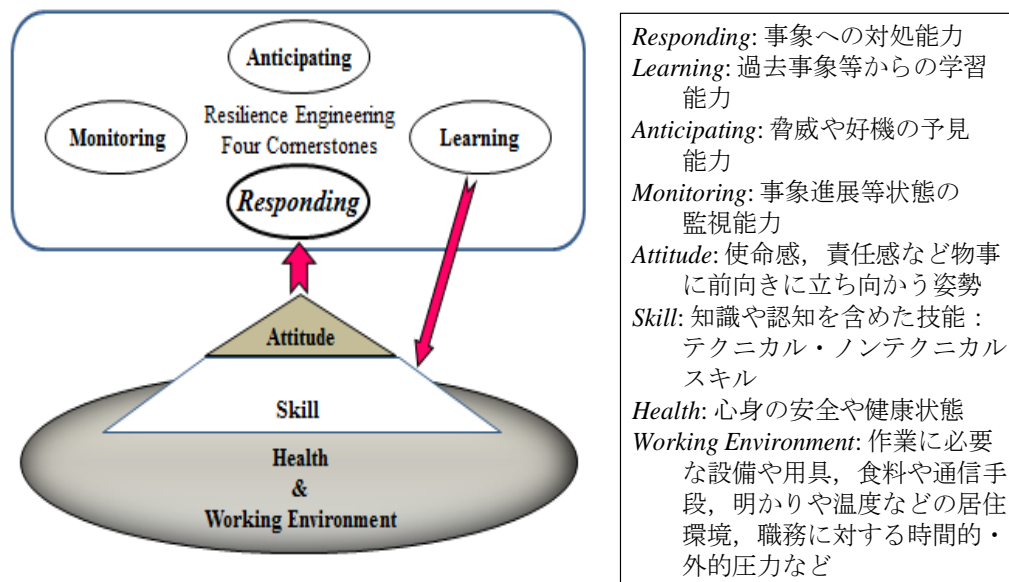 Anticipating
Resilience Engineering
Four Cornerstones
Monitoring
Learning
Responding
Attitude
Skill
Health
&
Working Environment
Responding: 事象への対処能力
Learning: 過去事象等からの学習
能力
Anticipating: 脅威や好機の予見
能力
Monitoring: 事象進展等状態の
監視能力
Attitude: 使命感，責任感など物事
に前向きに立ち向かう姿勢
Skill: 知識や認知を含めた技能：
テクニカル・ノンテクニカル
スキル
Health: 心身の安全や健康状態
Working Environment: 作業に必要
な設備や用具，食料や通信手
段，明かりや温度などの居住
環境，職務に対する時間的・
外的圧力など